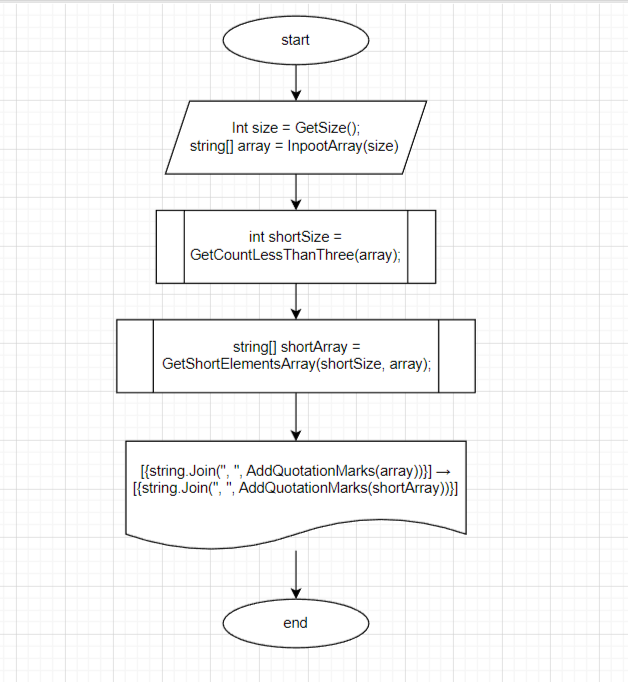 start
Int size = GetSize();
string[] array = InpootArray(size)
int shortSize =
GetCountLessThanThree(array);
string[] shortArray =
GetShortElementsArray(shortSize, array);
[{string.Join(", ", AddQuotationMarks(array))}] →
[{string.Join(", ", AddQuotationMarks(shortArray))}]
end